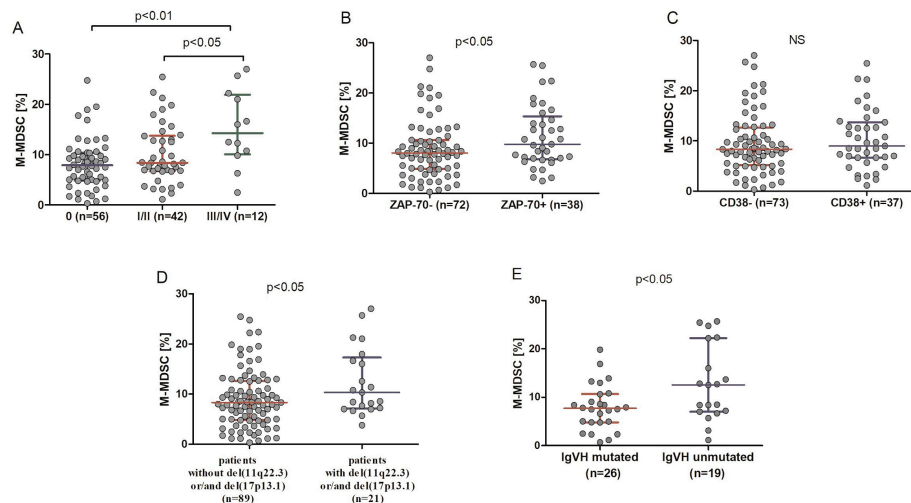 A
p<0.01
p<0.05
M-MDSC [%]
30
20
10
0
0 (n=56)
I/II (n=42)
III/IV (n=12)
B
p<0.05
M-MDSC [%]
30
20
10
0
ZAP-70- (n=72)
ZAP-70+ (n=38)
C
NS
M-MDSC [%]
30
20
10
0
CD38- (n=73)
CD38+ (n=37)
D
p<0.05
M-MDSC [%]
30
20
10
0
patients
without del(11q22.3)
or/and del(17p13.1)
(n=89)
patients
with del(11q22.3)
or/and del(17p13.1)
(n=21)
E
p<0.05
M-MDSC [%]
30
20
10
0
IgVH mutated
(n=26)
IgVH unmutated
(n=19)